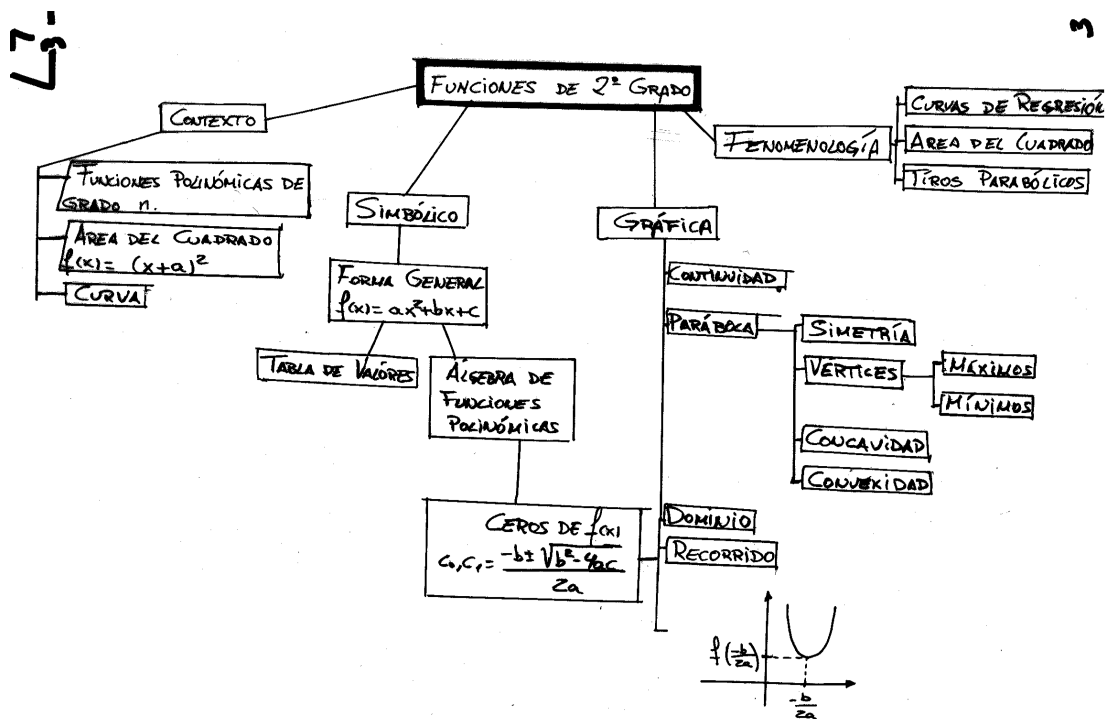 3
FUNCIONES DE 2º GRADO
CONTEXTO
FUNCIONES POLINÓMICAS DE
GRADO n.
AREA DEL CUADRADO
f(x) = (x+a)²
CURVA
SIMBÓLICO
FORMA GENERAL
f(x) = ax²+bx+c
TABLA DE VALORES
ÁLGEBRA DE
FUNCIONES
POLINÓMICAS
CEROS DE f(x)
c₀,c₁ = -b±√b²-4ac
2a
GRÁFICA
CONTINUIDAD
PARÁBOLA
SIMETRÍA
VÉRTICES
MÁXIMOS
MÍNIMOS
CONCAVIDAD
CONVEXIDAD
DOMINIO
RECORRIDO
FENOMENOLOGÍA
CURVAS DE REGRESIÓN
AREA DEL CUADRADO
TIROS PARABÓLICOS
f(-b/2a)
-b
2a